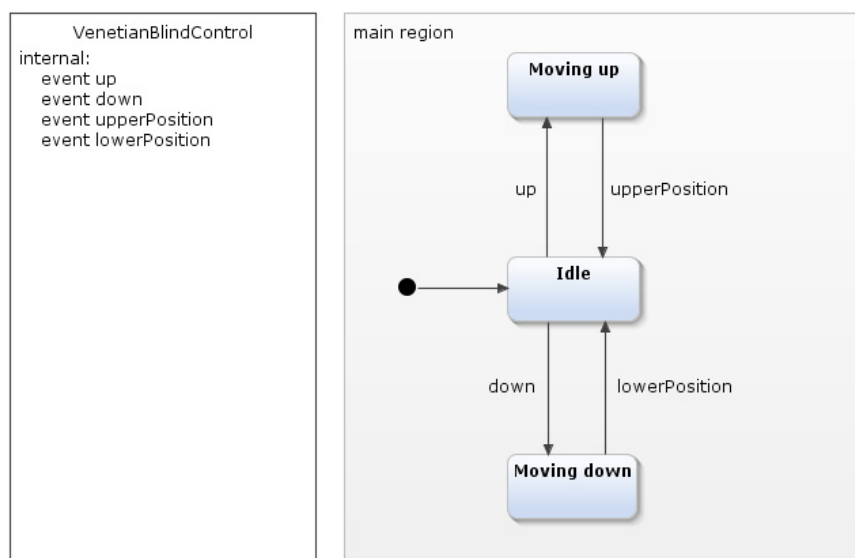 VenetianBlindControl
internal:
event up
event down
event upperPosition
event lowerPosition
main region
Moving up
up
upperPosition
Idle
down
lowerPosition
Moving down